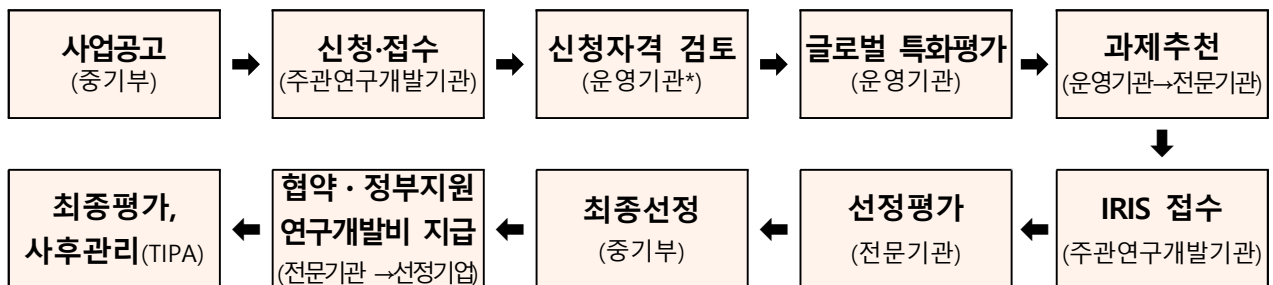 사업공고
(중기부)
신청·접수
(주관연구개발기관)
신청자격 검토
(운영기관*)
글로벌 특화평가
(운영기관)
과제추천
(운영기관→전문기관)
IRIS 접수
(주관연구개발기관)
선정평가
(전문기관)
최종선정
(중기부)
협약·정부지원
연구개발비 지급
(전문기관 →선정기업)
최종평가,
사후관리(TIPA)